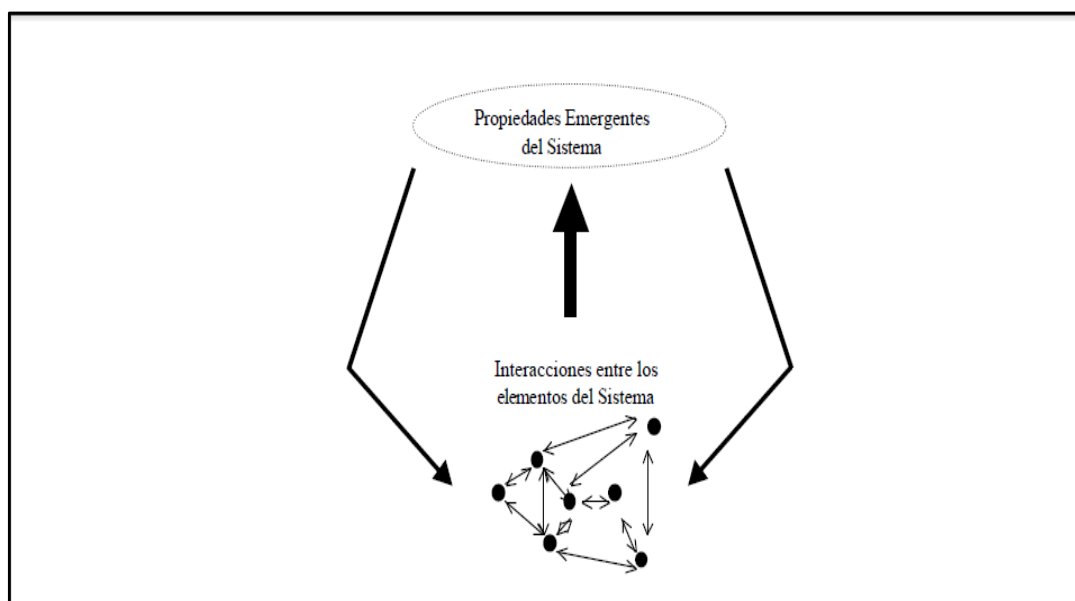 Propiedades Emergentes
del Sistema
Interacciones entre los
elementos del Sistema